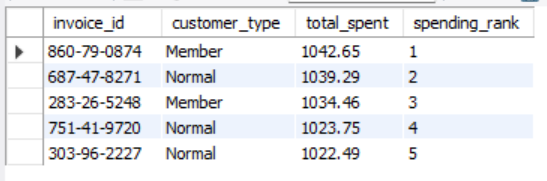 invoice_id customer_type total_spent spending_rank
860-79-0874 Member 1042.65 1
687-47-8271 Normal 1039.29 2
283-26-5248 Member 1034.46 3
751-41-9720 Normal 1023.75 4
303-96-2227 Normal 1022.49 5